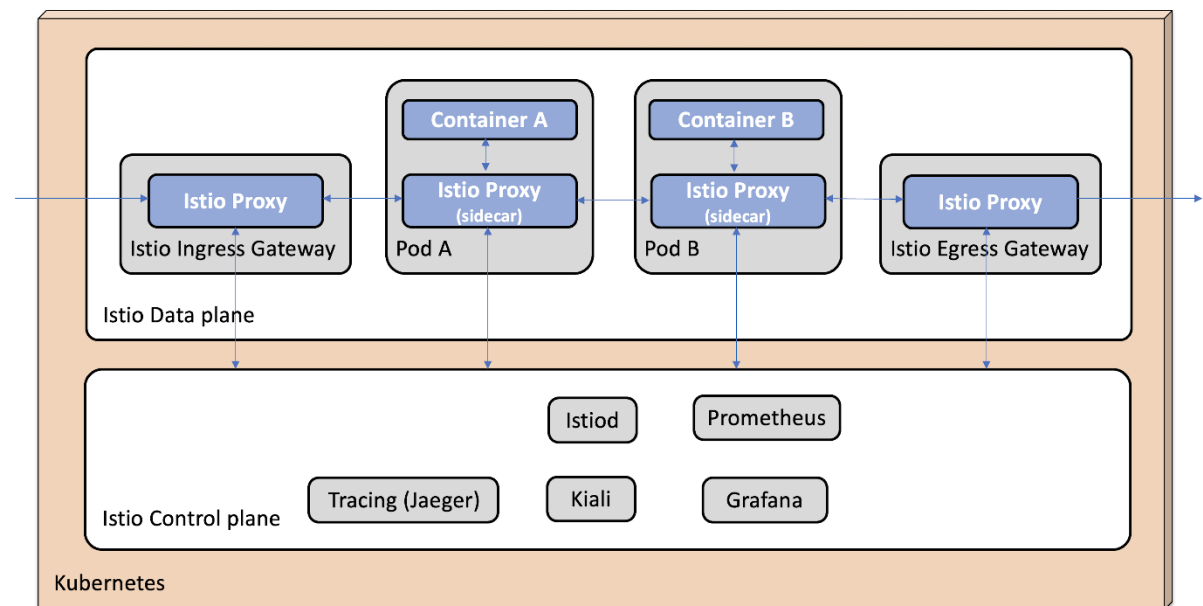 Container A
Container B
Istio Proxy
Istio Proxy
(sidecar)
Istio Proxy
(sidecar)
Istio Proxy
Istio Ingress Gateway
Pod A
Pod B
Istio Egress Gateway
Istio Data plane
Istiod
Prometheus
Tracing (Jaeger)
Kiali
Grafana
Istio Control plane
Kubernetes